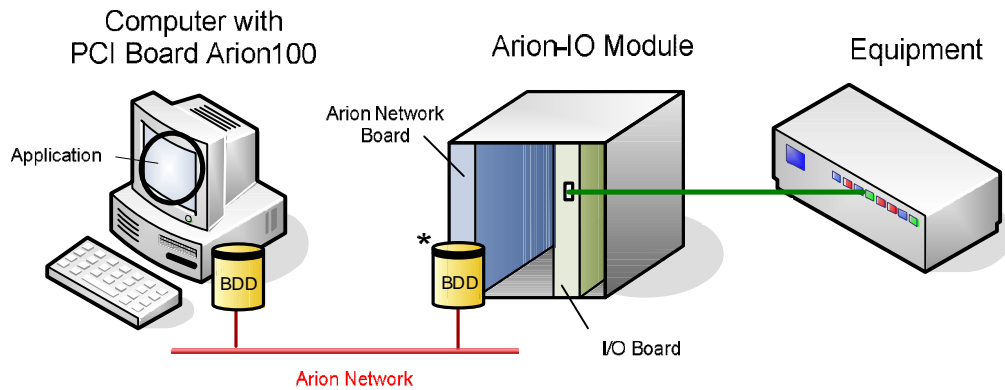 Computer with
PCI Board Arion100
Arion-IO Module
Equipment
Arion Network
Board
Application
*
BDD
BDD
I/O Board
Arion Network